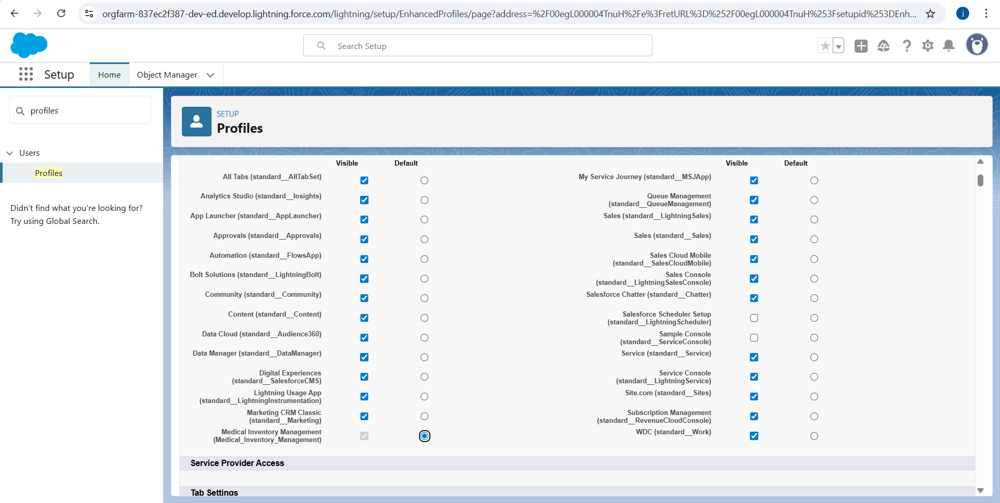 orgfarm-837ec2f387-dev-ed.develop.lightning.force.com/lightning/setup/EnhancedProfiles/page?address=%2F00egL000004TnuH%2Fe%3FretURL%3D%252F00egL000004TnuH%253Fsetupid%253DEnh...
j
Search Setup
Setup
Home
Object Manager
profiles
Users
Profiles
Didn't find what you're looking for?
Try using Global Search.
SETUP
Profiles
Visible Default Visible Default
All Tabs (standard__AllTabSet)
My Service Journey (standard__MSJApp)
Analytics Studio (standard__Insights)
Queue Management
(standard__QueueManagement)
App Launcher (standard__AppLauncher)
Sales (standard__LightningSales)
Approvals (standard__Approvals)
Sales (standard__Sales)
Automation (standard__FlowsApp)
Sales Cloud Mobile
(standard__SalesCloudMobile)
Bolt Solutions (standard__LightningBolt)
Sales Console
(standard__LightningSalesConsole)
Community (standard__Community)
Salesforce Chatter (standard__Chatter)
Content (standard__Content)
Salesforce Scheduler Setup
(standard__LightningScheduler)
Data Cloud (standard__Audience360)
Sample Console
(standard__ServiceConsole)
Data Manager (standard__DataManager)
Service (standard__Service)
Digital Experiences
(standard__SalesforceCMS)
Service Console
(standard__LightningService)
Lightning Usage App
(standard__LightningInstrumentation)
Site.com (standard__Sites)
Marketing CRM Classic
(standard__Marketing)
Subscription Management
(standard__RevenueCloudConsole)
Medical Inventory Management
(Medical_Inventory_Management)
WDC (standard__Work)
Service Provider Access
Tab Settings